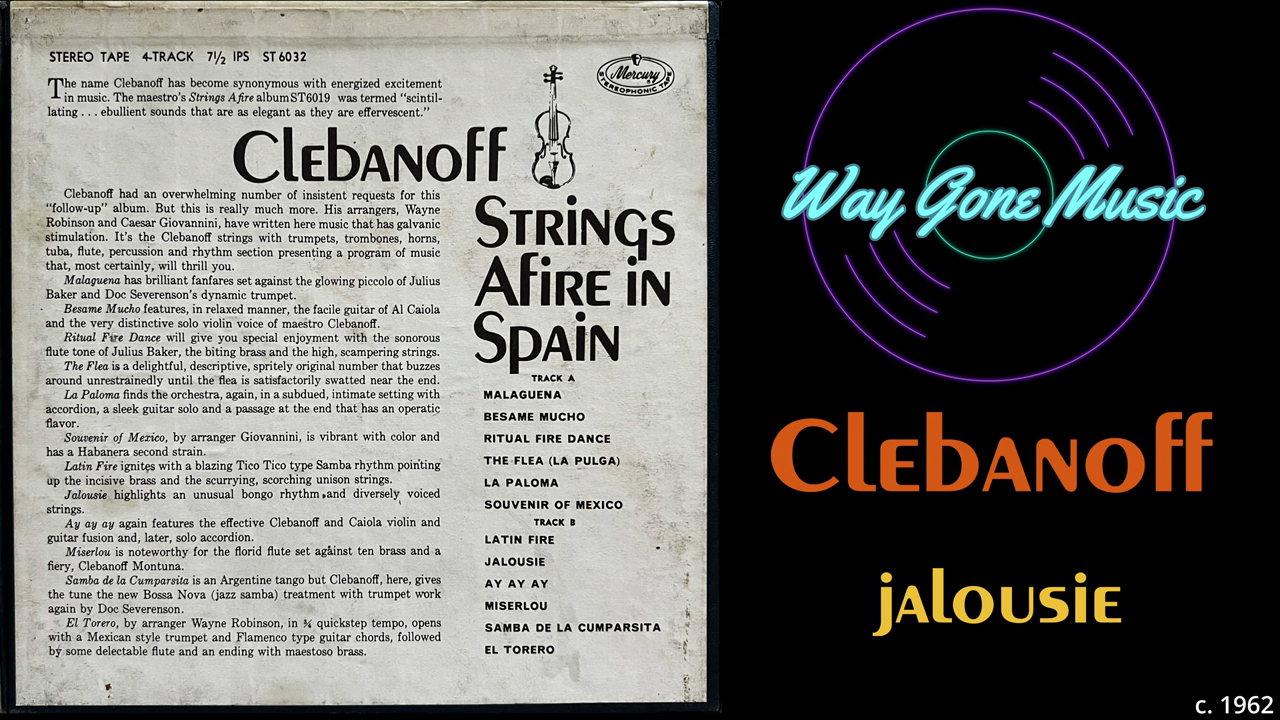 STEREO TAPE 4-TRACK 7½ IPS ST 6032
The name Clebanoff has become synonymous with energized excitement
in music. The maestro's Strings Afire album ST6019 was termed "scintil-
lating . . . ebullient sounds that are as elegant as they are effervescent."
Mercury
STEREOPHONIC TAPE
Clebanoff
Strings
Afire in
Spain
Clebanoff had an overwhelming number of insistent requests for this
"follow-up" album. But this is really much more. His arrangers, Wayne
Robinson and Caesar Giovannini, have written here music that has galvanic
stimulation. It's the Clebanoff strings with trumpets, trombones, horns,
tuba, flute, percussion and rhythm section presenting a program of music
that, most certainly, will thrill you.
Malaguena has brilliant fanfares set against the glowing piccolo of Julius
Baker and Doc Severenson's dynamic trumpet.
Besame Mucho features, in relaxed manner, the facile guitar of Al Caiola
and the very distinctive solo violin voice of maestro Clebanoff.
Ritual Fire Dance will give you special enjoyment with the sonorous
flute tone of Julius Baker, the biting brass and the high, scampering strings.
The Flea is a delightful, descriptive, spritely original number that buzzes
around unrestrainedly until the flea is satisfactorily swatted near the end.
La Paloma finds the orchestra, again, in a subdued, intimate setting with
accordion, a sleek guitar solo and a passage at the end that has an operatic
flavor.
Souvenir of Mexico, by arranger Giovannini, is vibrant with color and
has a Habanera second strain.
Latin Fire ignites with a blazing Tico Tico type Samba rhythm pointing
up the incisive brass and the scurrying, scorching unison strings.
Jalousie highlights an unusual bongo rhythm and diversely voiced
strings.
Ay ay ay again features the effective Clebanoff and Caiola violin and
guitar fusion and, later, solo accordion.
Miserlou is noteworthy for the florid flute set against ten brass and a
fiery, Clebanoff Montuna.
Samba de la Cumparsita is an Argentine tango but Clebanoff, here, gives
the tune the new Bossa Nova (jazz samba) treatment with trumpet work
again by Doc Severenson.
El Torero, by arranger Wayne Robinson, in ¾ quickstep tempo, opens
with a Mexican style trumpet and Flamenco type guitar chords, followed
by some delectable flute and an ending with maestoso brass.
TRACK A
MALAGUENA
BESAME MUCHO
RITUAL FIRE DANCE
THE FLEA (LA PULGA)
LA PALOMA
SOUVENIR OF MEXICO
TRACK B
LATIN FIRE
JALOUSIE
AY AY AY
MISERLOU
SAMBA DE LA CUMPARSITA
EL TORERO
Way Gone Music
Clebanoff
jalousie
c. 1962